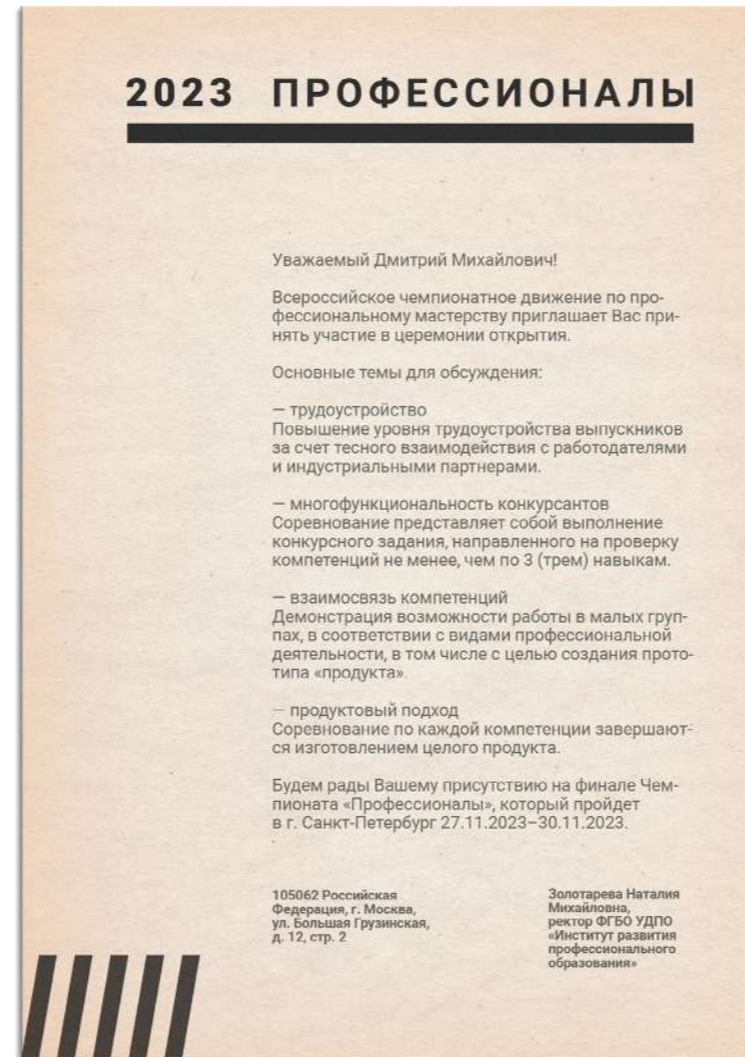 2023 ПРОФЕССИОНАЛЫ
Уважаемый Дмитрий Михайлович!
Всероссийское чемпионатное движение по про-
фессиональному мастерству приглашает Вас при-
нять участие в церемонии открытия.
Основные темы для обсуждения:
— трудоустройство
Повышение уровня трудоустройства выпускников
за счет тесного взаимодействия с работодателями
и индустриальными партнерами.
— многофункциональность конкурсантов
Соревнование представляет собой выполнение
конкурсного задания, направленного на проверку
компетенций не менее, чем по 3 (трем) навыкам.
— взаимосвязь компетенций
Демонстрация возможности работы в малых груп-
пах, в соответствии с видами профессиональной
деятельности, в том числе с целью создания прото-
типа «продукта».
— продуктовый подход
Соревнование по каждой компетенции завершают-
ся изготовлением целого продукта.
Будем рады Вашему присутствию на финале Чем-
пионата «Профессионалы», который пройдет
в г. Санкт-Петербург 27.11.2023–30.11.2023.
105062 Российская
Федерация, г. Москва,
ул. Большая Грузинская,
д. 12, стр. 2
Золотарева Наталия
Михайловна,
ректор ФГБО УДПО
«Институт развития
профессионального
образования»